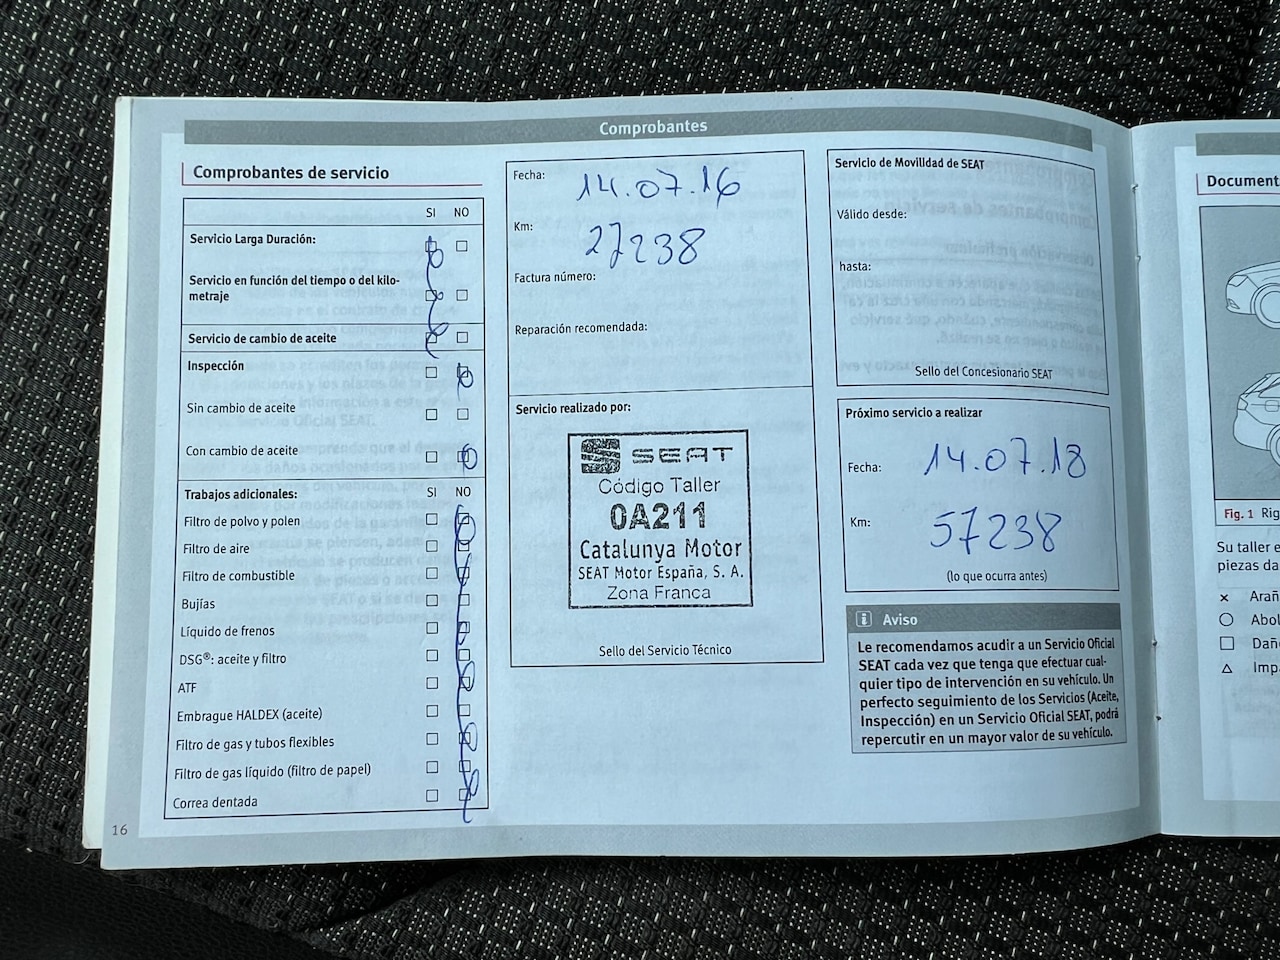 Comprobantes
Comprobantes de servicio
SI NO
Servicio Larga Duración:
Servicio en función del tiempo o del kilo-
metraje
Servicio de cambio de aceite
Inspección
Sin cambio de aceite
Con cambio de aceite
Trabajos adicionales: SI NO
Filtro de polvo y polen
Filtro de aire
Filtro de combustible
Bujías
Líquido de frenos
DSG®: aceite y filtro
ATF
Embrague HALDEX (aceite)
Filtro de gas y tubos flexibles
Filtro de gas líquido (filtro de papel)
Correa dentada
16
Fecha: 14.07.16
Km: 27238
Factura número:
Reparación recomendada:
Servicio realizado por:
SEAT
Código Taller
0A211
Catalunya Motor
SEAT Motor España, S. A.
Zona Franca
Sello del Servicio Técnico
Servicio de Movilidad de SEAT
Válido desde:
hasta:
Sello del Concesionario SEAT
Próximo servicio a realizar
Fecha: 14.07.18
Km: 57238
(lo que ocurra antes)
Aviso
Le recomendamos acudir a un Servicio Oficial
SEAT cada vez que tenga que efectuar cual-
quier tipo de intervención en su vehículo. Un
perfecto seguimiento de los Servicios (Aceite,
Inspección) en un Servicio Oficial SEAT, podrá
repercutir en un mayor valor de su vehículo.
Document
Fig. 1 Rig
Su taller e
piezas da
× Arañ
Abol
Dañ
Imp